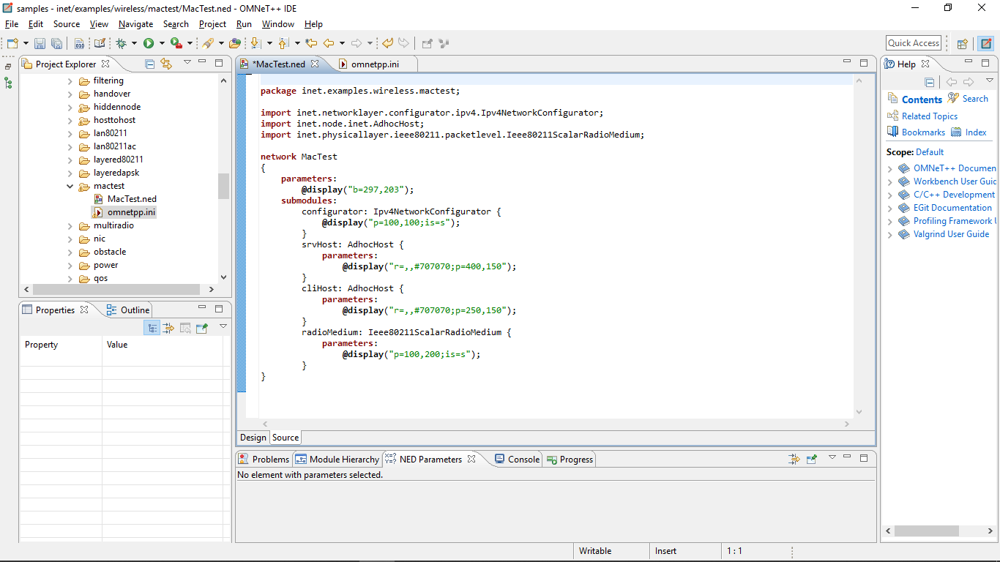 samples - inet/examples/wireless/mactest/MacTest.ned - OMNeT++ IDE
File Edit Source View Navigate Search Project Run Window Help
Quick Access
Project Explorer
filtering
handover
hiddennode
hosttohost
lan80211
lan80211ac
layered80211
layeredapsk
mactest
MacTest.ned
omnetpp.ini
multiradio
nic
obstacle
power
qos
Properties Outline
Property Value
*MacTest.ned omnetpp.ini
package inet.examples.wireless.mactest;
import inet.networklayer.configurator.ipv4.Ipv4NetworkConfigurator;
import inet.node.inet.AdhocHost;
import inet.physicallayer.ieee80211.packetlevel.Ieee80211ScalarRadioMedium;
network MacTest
{
parameters:
@display("b=297,203");
submodules:
configurator: Ipv4NetworkConfigurator {
@display("p=100,100;is=s");
}
srvHost: AdhocHost {
parameters:
@display("r=,,#707070;p=400,150");
}
cliHost: AdhocHost {
parameters:
@display("r=,,#707070;p=250,150");
}
radioMedium: Ieee80211ScalarRadioMedium {
parameters:
@display("p=100,200;is=s");
}
}
Design Source
Problems Module Hierarchy NED Parameters Console Progress
No element with parameters selected.
Help
Contents Search
Related Topics
Bookmarks Index
Scope: Default
OMNeT++ Documen
Workbench User Guid
C/C++ Development
EGit Documentation
Profiling Framework U
Valgrind User Guide
Writable Insert 1 : 1